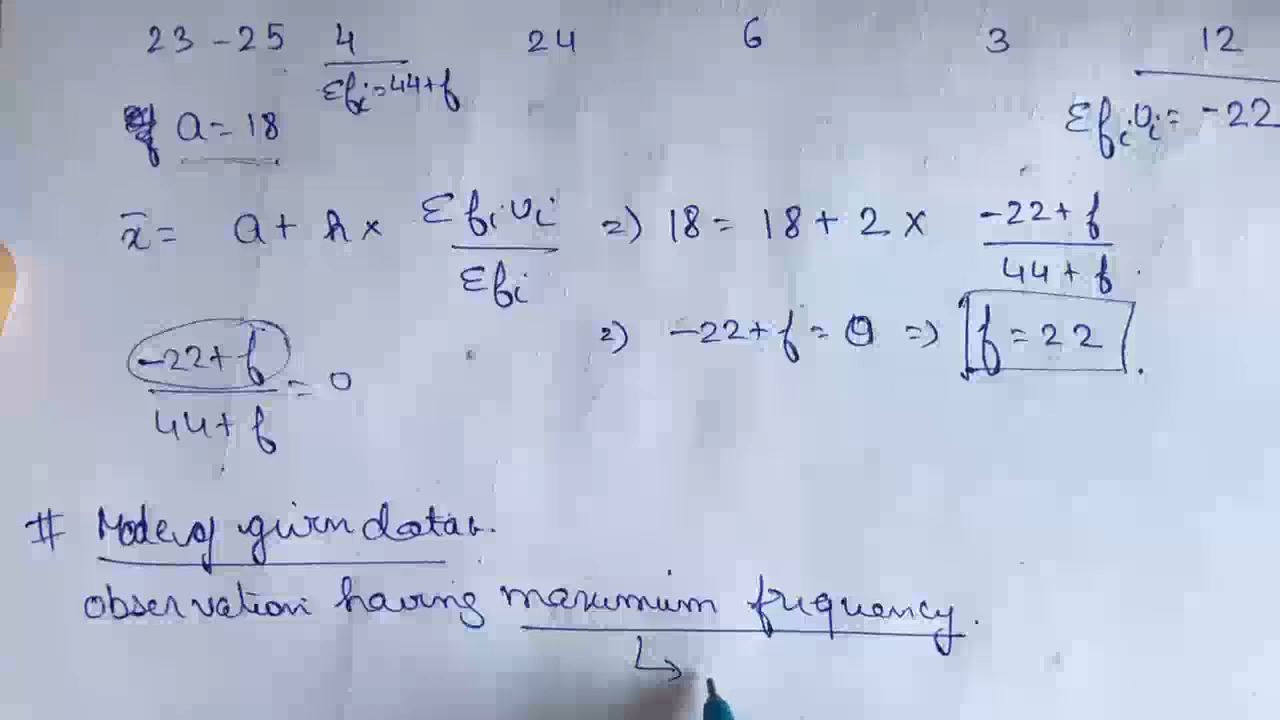 23 - 25 4 24 6 3 12
Σfi = 44 + f
Σfiui = -22
a = 18
x̄ = a + h × Σfiui / Σfi ⇒ 18 = 18 + 2 × -22 + f / 44 + f
-22 + f / 44 + f = 0
⇒ -22 + f = 0 ⇒ f = 22.
# Mode of given data.
observation having maximum frequency.